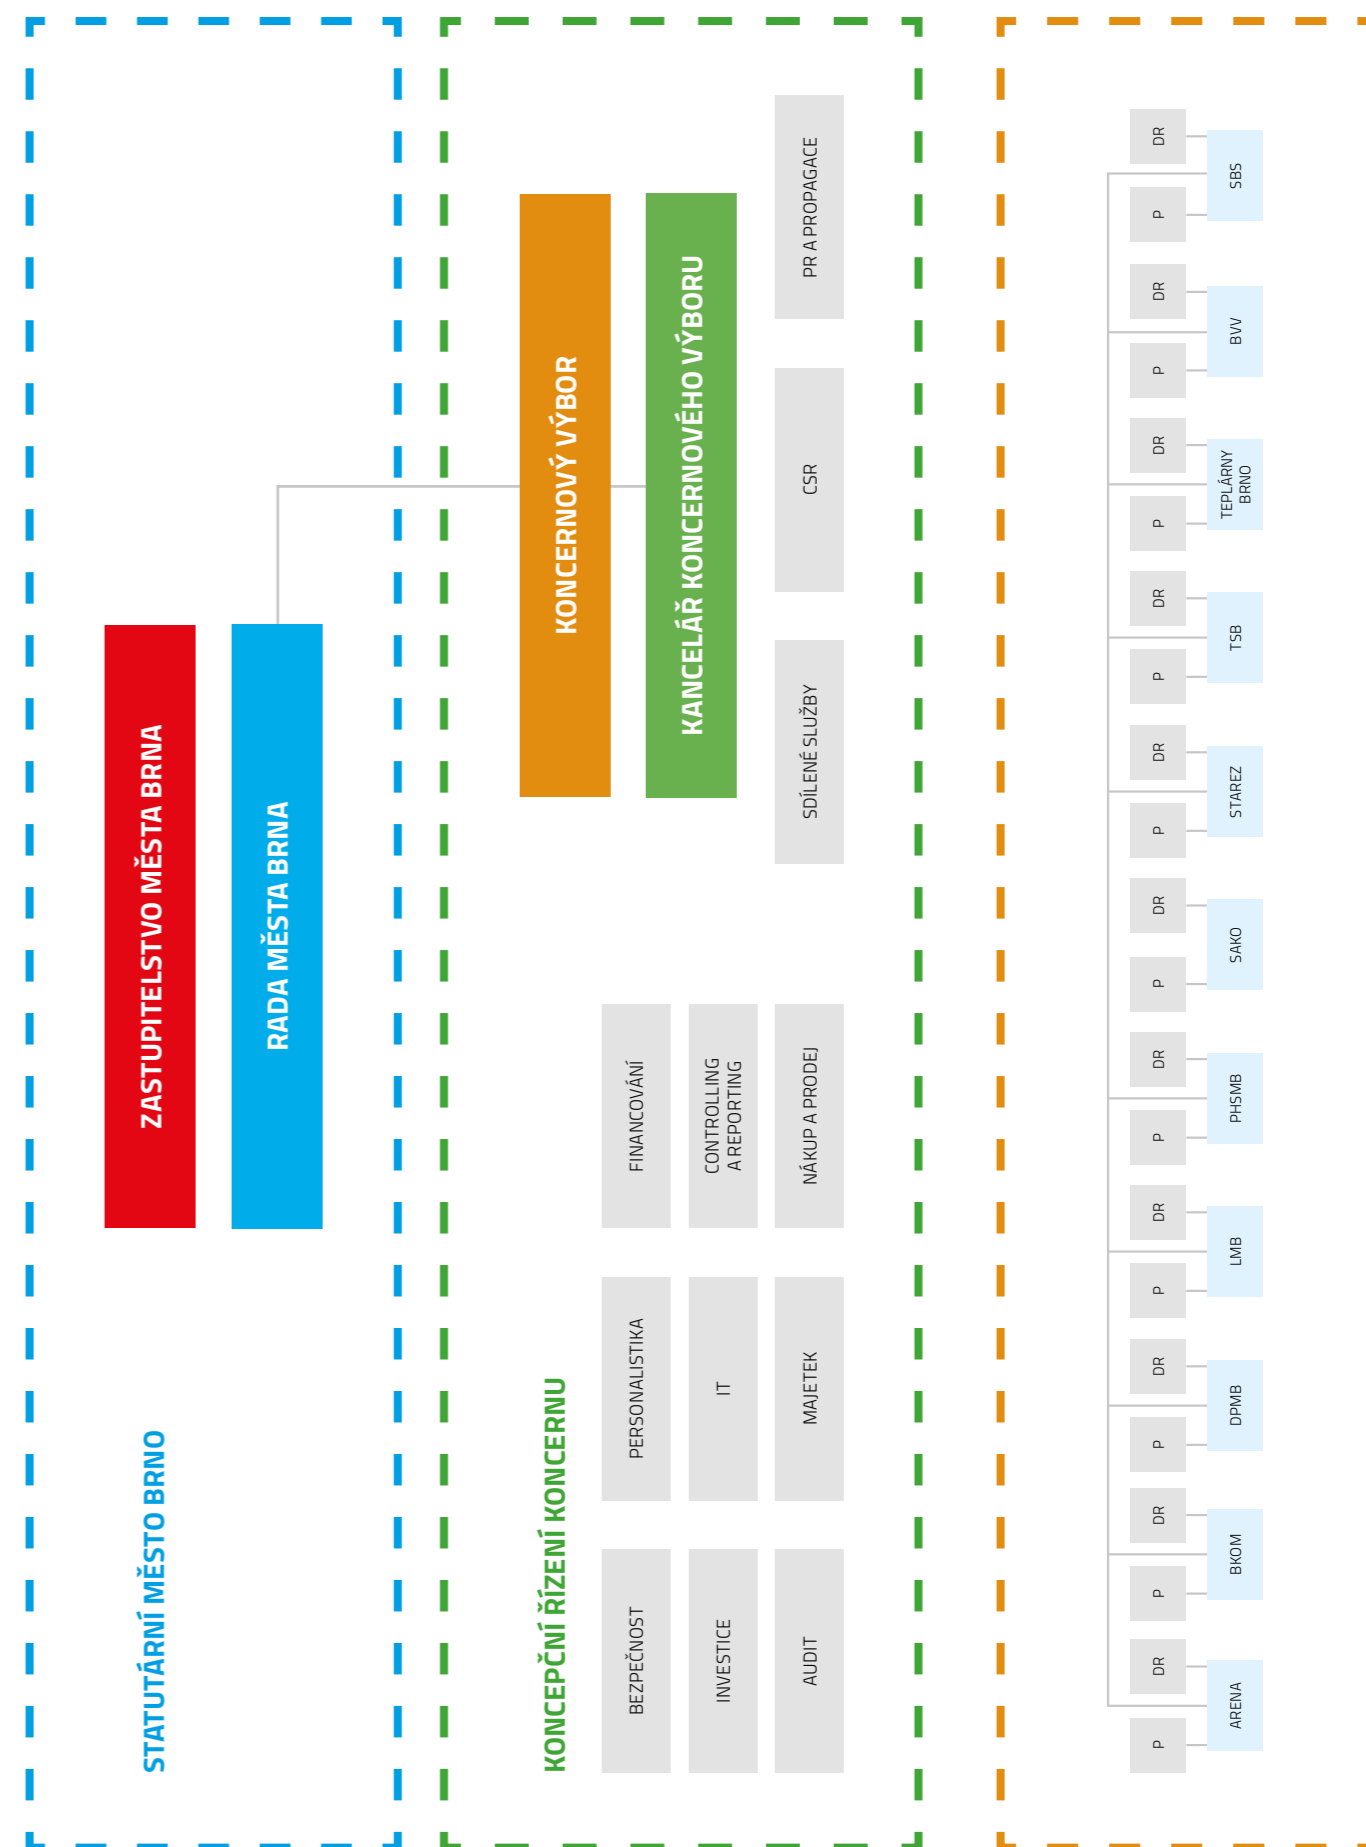 STATUTÁRNÍ MĚSTO BRNO
ZASTUPITELSTVO MĚSTA BRNA
RADA MĚSTA BRNA
KONCEPČNÍ ŘÍZENÍ KONCERNU
KONCERNOVÝ VÝBOR
KANCELÁŘ KONCERNOVÉHO VÝBORU
BEZPEČNOST
PERSONALISTIKA
FINANCOVÁNÍ
INVESTICE
IT
CONTROLLING
A REPORTING
AUDIT
MAJETEK
NÁKUP A PRODEJ
SDÍLENÉ SLUŽBY
CSR
PR A PROPAGACE
P
DR
P
DR
P
DR
P
DR
P
DR
P
DR
P
DR
P
DR
P
DR
P
DR
P
DR
ARENA
BKOM
DPMB
LMB
PHSMB
SAKO
STAREZ
TSB
TEPLÁRNY
BRNO
BVV
SBS